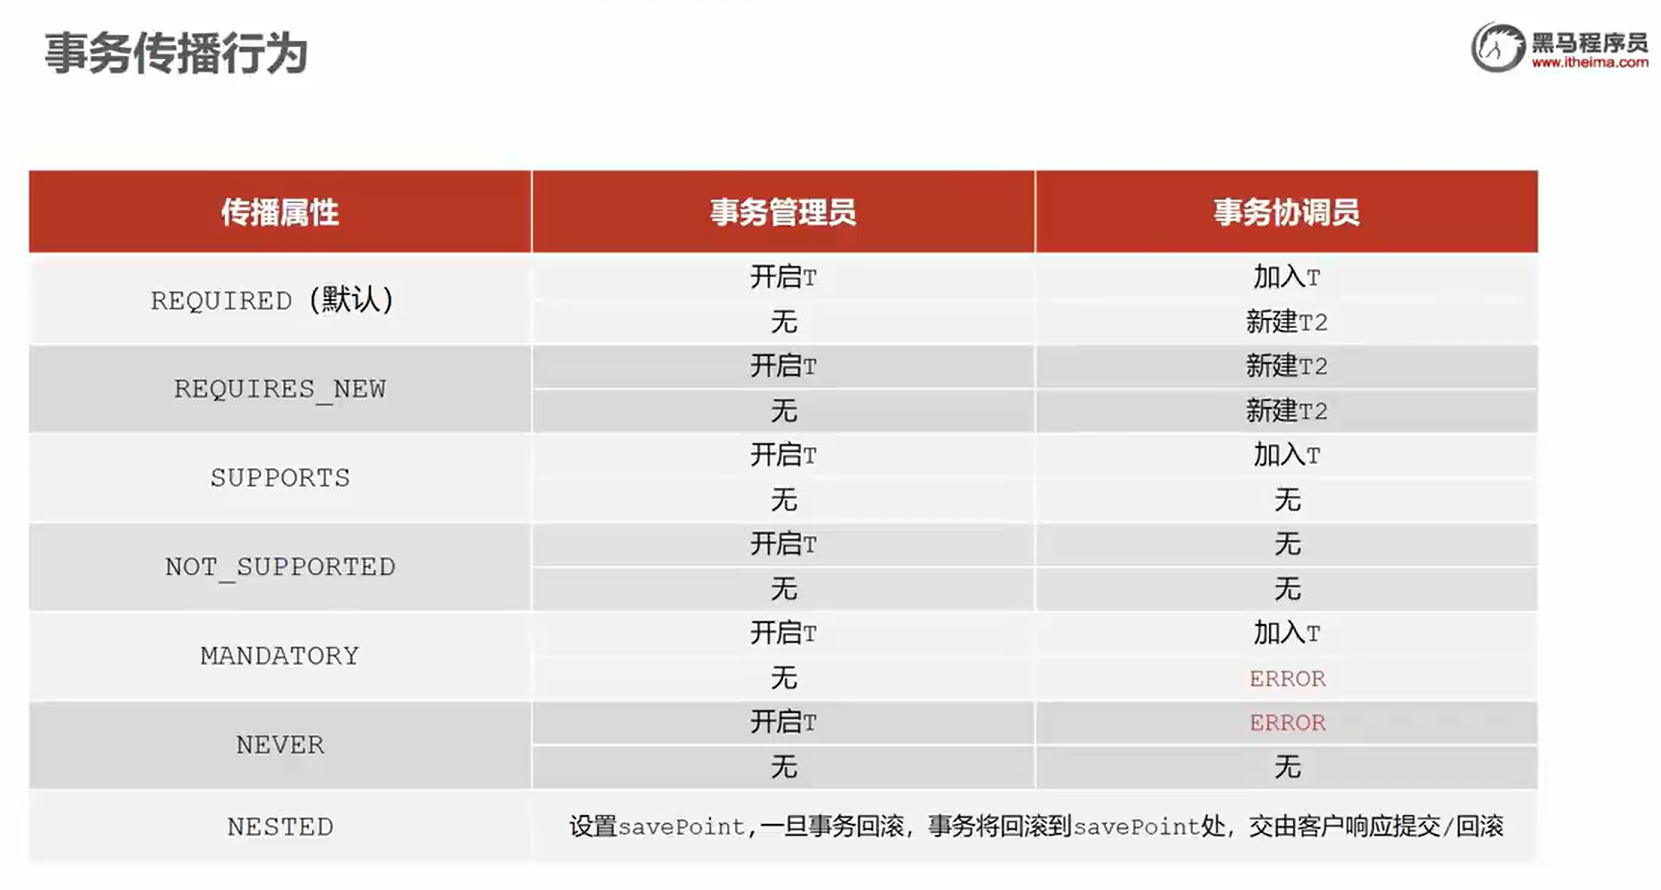 事务传播行为
黑马程序员
www.itheima.com
传播属性 事务管理员 事务协调员
REQUIRED（默认） 开启T 加入T
无 新建T2
REQUIRES_NEW 开启T 新建T2
无 新建T2
SUPPORTS 开启T 加入T
无 无
NOT_SUPPORTED 开启T 无
无 无
MANDATORY 开启T 加入T
无 ERROR
NEVER 开启T ERROR
无 无
NESTED 设置savePoint,一旦事务回滚，事务将回滚到savePoint处，交由客户响应提交/回滚